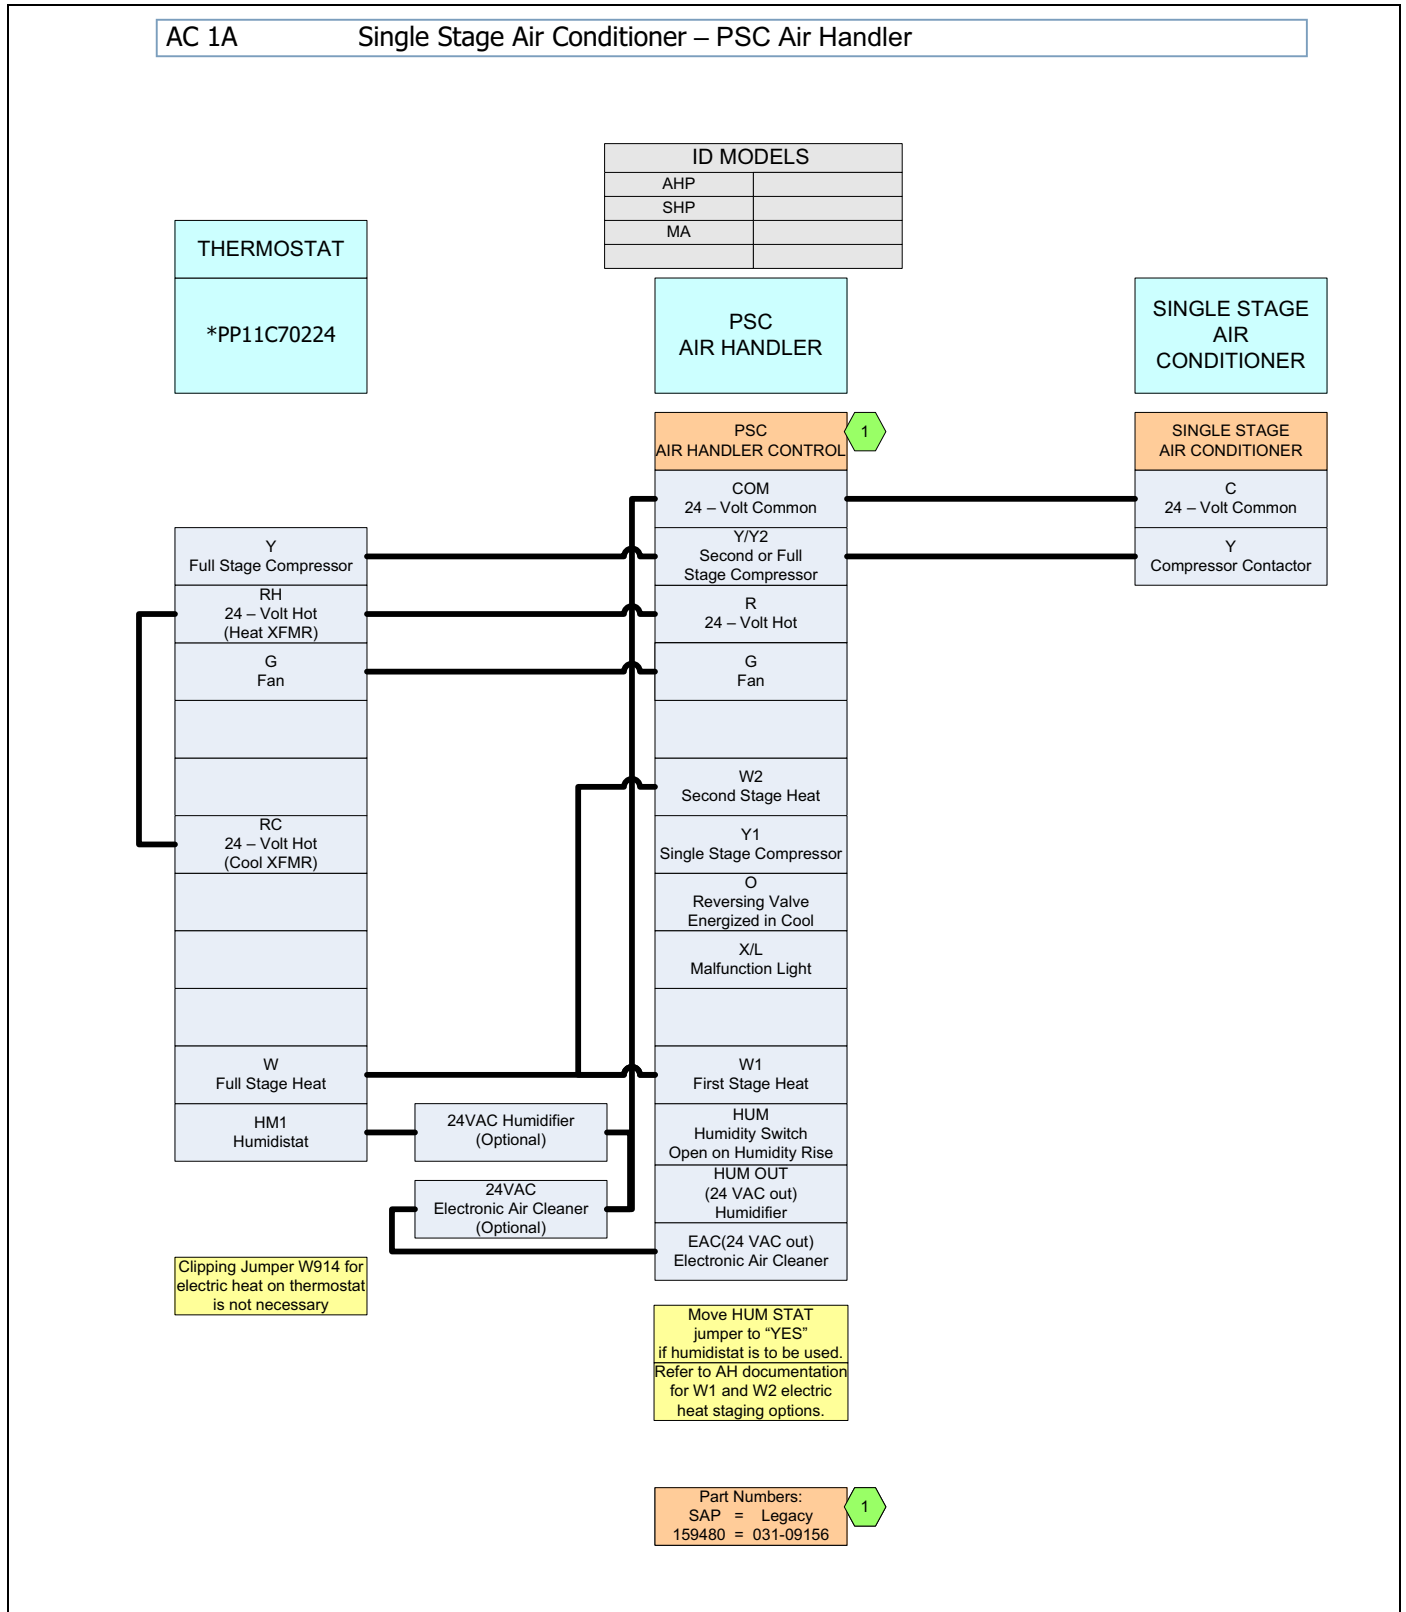 AC 1A Single Stage Air Conditioner – PSC Air Handler
ID MODELS
AHP
SHP
MA
THERMOSTAT
*PP11C70224
PSC
AIR HANDLER
SINGLE STAGE
AIR
CONDITIONER
PSC
AIR HANDLER CONTROL
1
SINGLE STAGE
AIR CONDITIONER
COM
24 – Volt Common
C
24 – Volt Common
Y
Full Stage Compressor
Y/Y2
Second or Full
Stage Compressor
Y
Compressor Contactor
RH
24 – Volt Hot
(Heat XFMR)
R
24 – Volt Hot
G
Fan
G
Fan
W2
Second Stage Heat
RC
24 – Volt Hot
(Cool XFMR)
Y1
Single Stage Compressor
O
Reversing Valve
Energized in Cool
X/L
Malfunction Light
W
Full Stage Heat
W1
First Stage Heat
HM1
Humidistat
24VAC Humidifier
(Optional)
HUM
Humidity Switch
Open on Humidity Rise
24VAC
Electronic Air Cleaner
(Optional)
HUM OUT
(24 VAC out)
Humidifier
EAC(24 VAC out)
Electronic Air Cleaner
Clipping Jumper W914 for
electric heat on thermostat
is not necessary
Move HUM STAT
jumper to “YES”
if humidistat is to be used.
Refer to AH documentation
for W1 and W2 electric
heat staging options.
Part Numbers:
SAP = Legacy
159480 = 031-09156
1